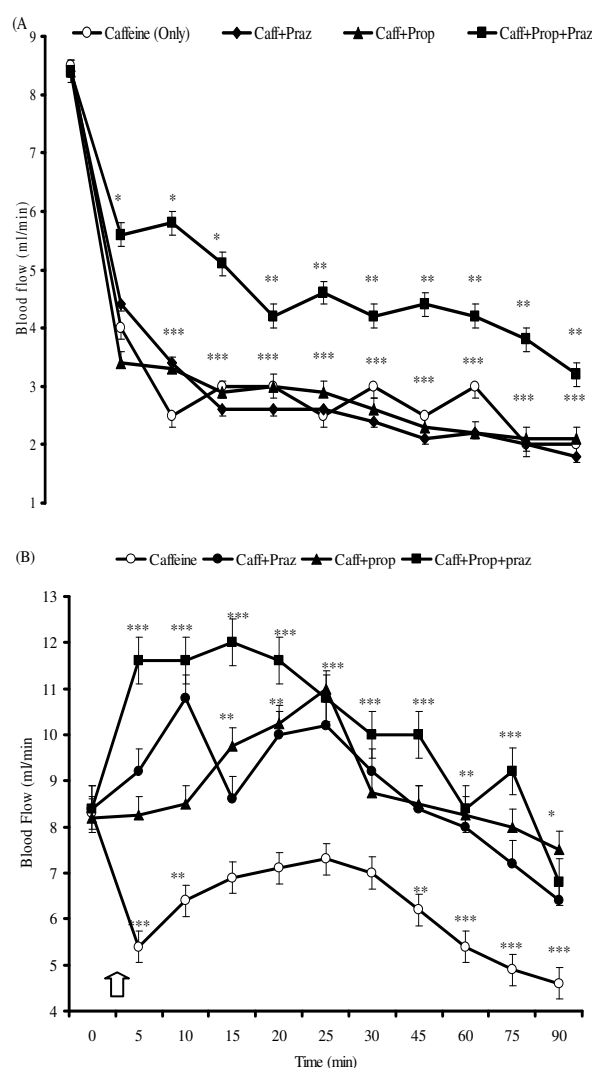 (A)
Caffeine (Only) Caff+Praz Caff+Prop Caff+Prop+Praz
9
8
7
6
5
4
3
2
1
Blood flow (ml/min)
* * * ** ** ** ** ** ** **
*** *** *** *** *** *** *** *** ***
(B)
Caffeine Caff+Praz Caff+prop Caff+Prop+praz
13
12
11
10
9
8
7
6
5
4
Blood Flow (ml/min)
*** *** *** *** *** *** *** ** *** *
** **
*** ** ** *** *** ***
0 5 10 15 20 25 30 45 60 75 90
Time (min)